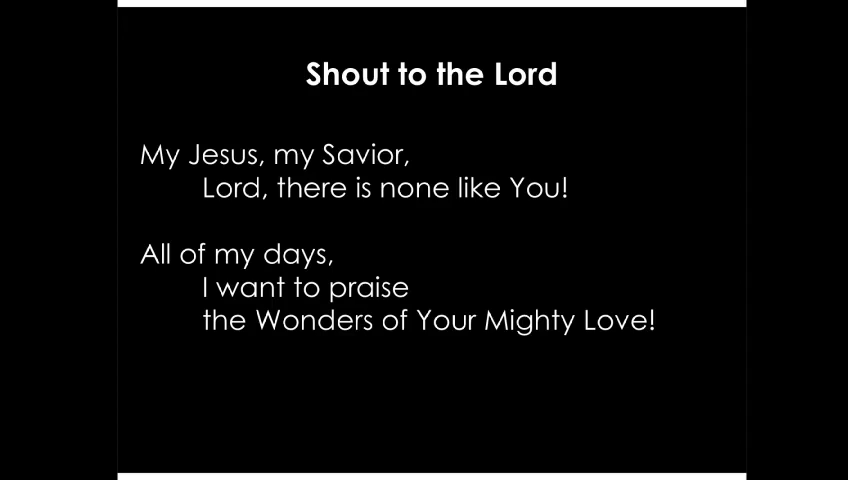 Shout to the Lord
My Jesus, my Savior,
Lord, there is none like You!
All of my days,
I want to praise
the Wonders of Your Mighty Love!